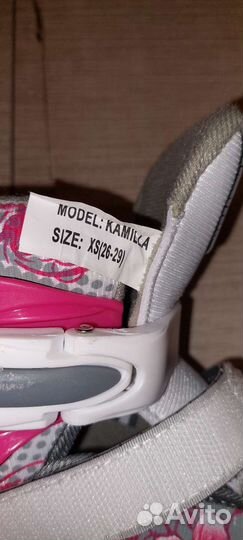 MODEL: KAMILLA
SIZE: XS(26-29)
Avito